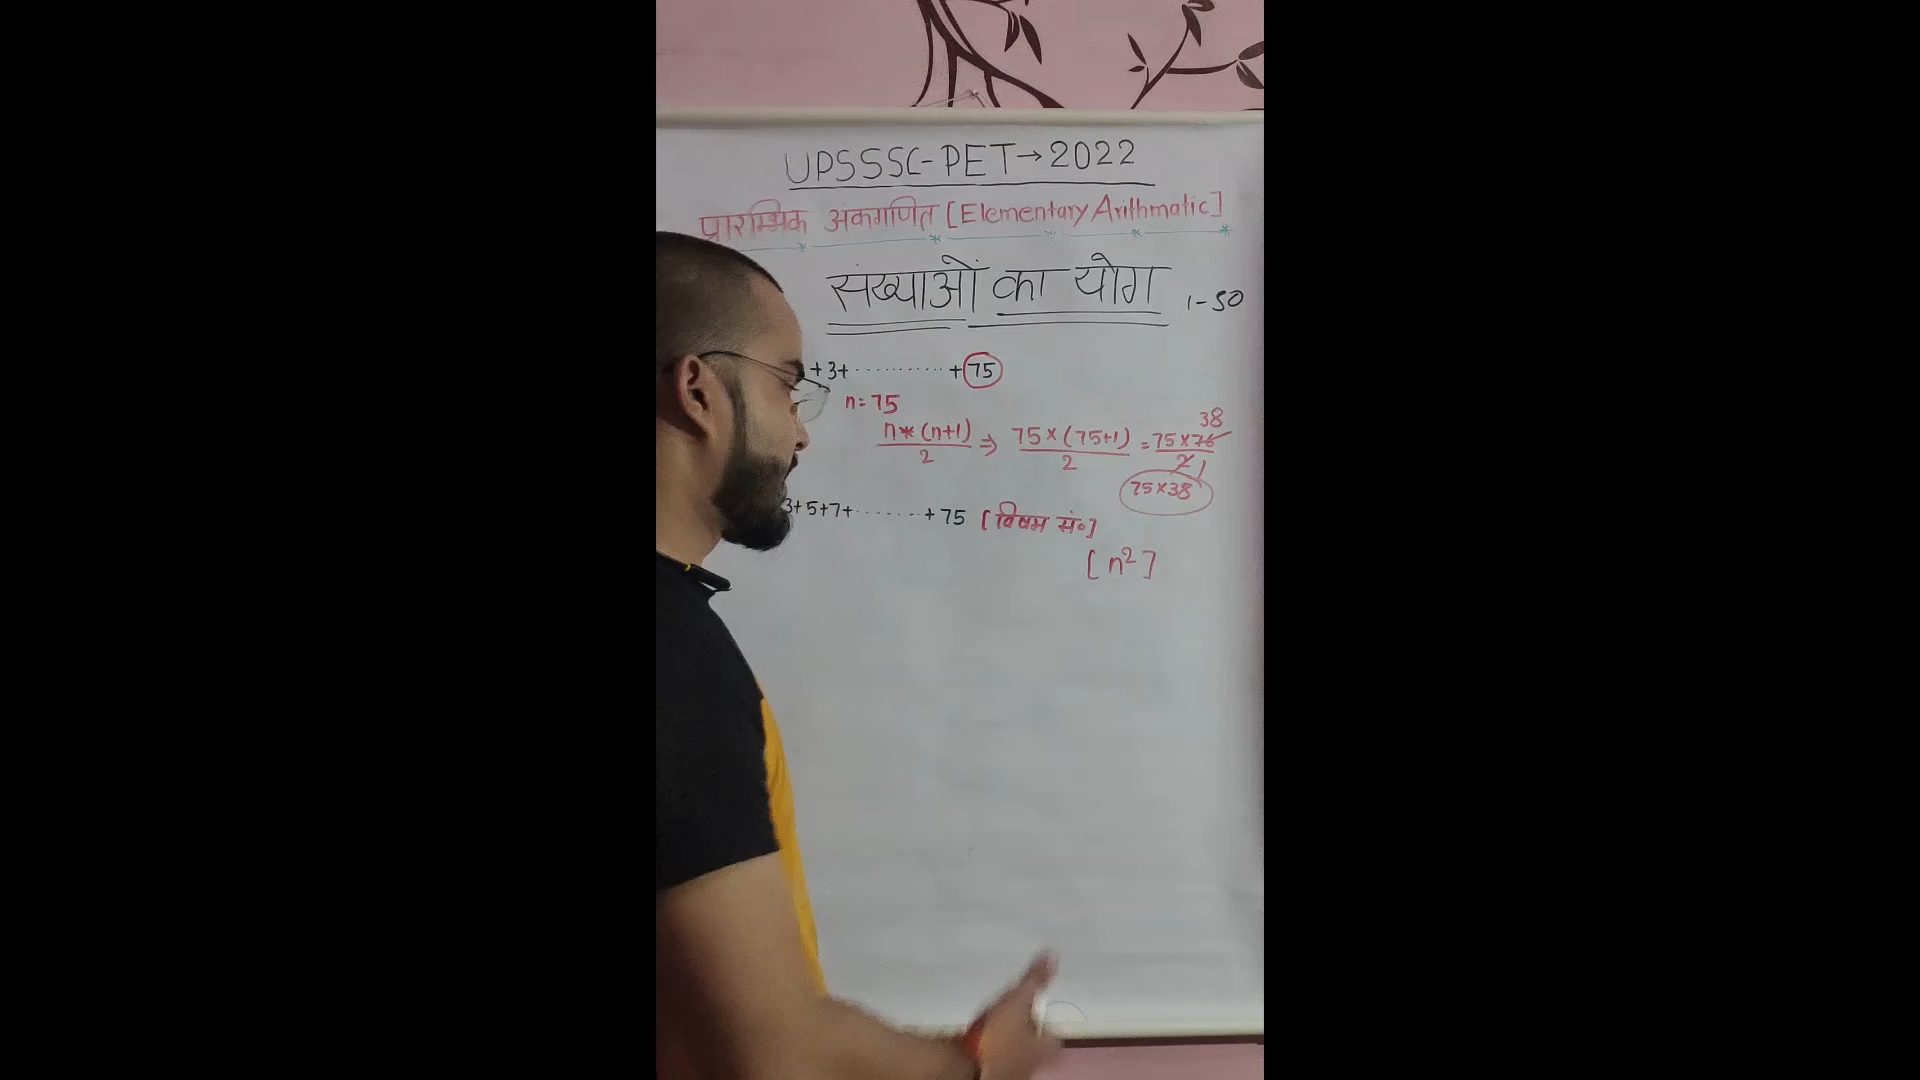 UPSSSC-PET→2022
प्रारम्भिक अंकगणित [Elementary Arithmatic]
संख्याओं का योग 1-50
+3+ .......... +75
n=75
n*(n+1)/2 ⇒ 75×(75+1)/2 = 75×76/2 38 1
75×38
3+5+7+ ....... +75 [विषम सं०]
[n²]